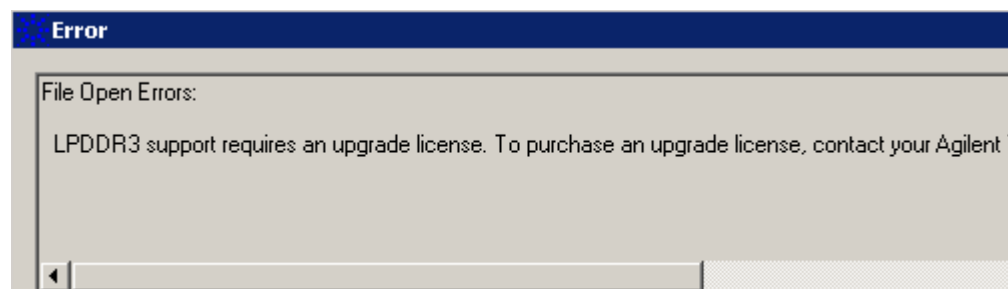 Error
File Open Errors:
LPDDR3 support requires an upgrade license. To purchase an upgrade license, contact your Agilent